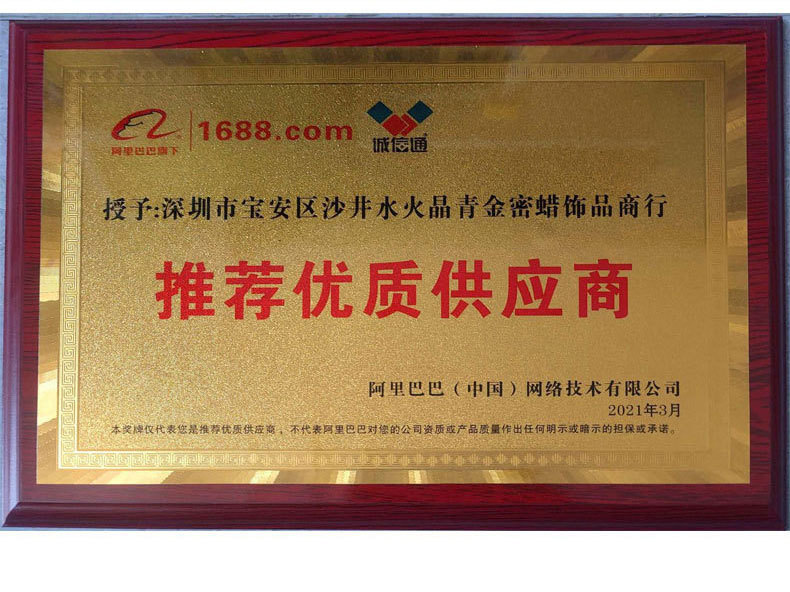 1688.com
阿里巴巴旗下
诚信通
授予:深圳市宝安区沙井水火晶青金密蜡饰品商行
推荐优质供应商
阿里巴巴（中国）网络技术有限公司
2021年3月
本奖牌仅代表您是推荐优质供应商，不代表阿里巴巴对您的公司资质或产品质量作出任何明示或暗示的担保或承诺。